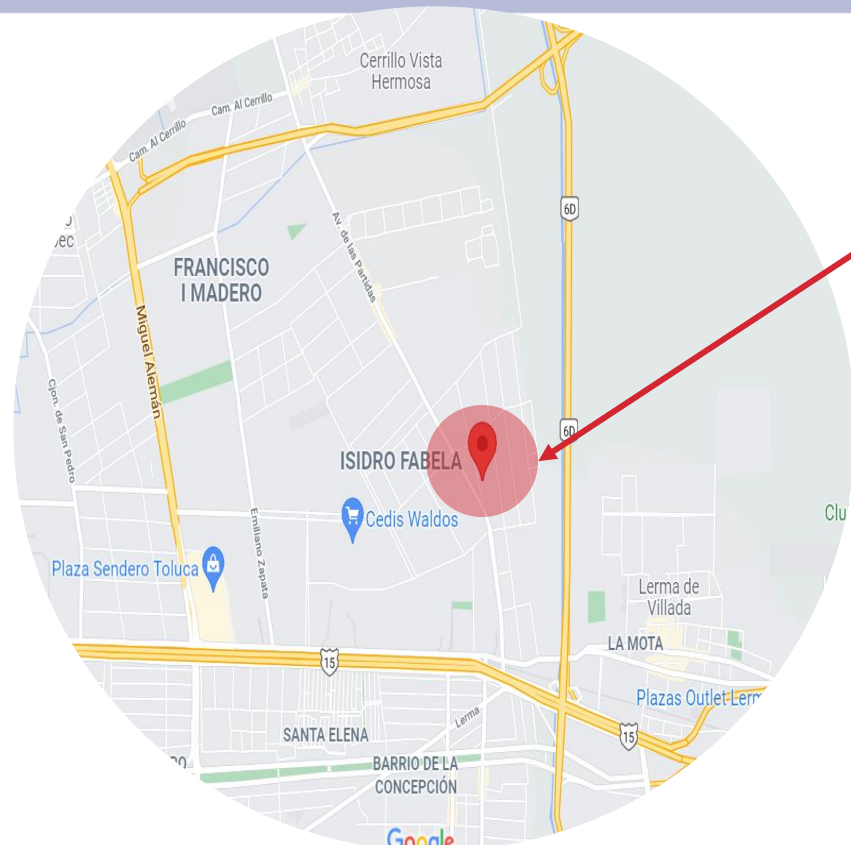 Cerrillo Vista
Hermosa
Cam. Al Cerrillo
Cam. Al Cerrillo
6D
Av. de las Partidas
FRANCISCO
I MADERO
Miguel Alemán
Cjon. de San Pedro
6D
ISIDRO FABELA
Cedis Waldos
Emiliano Zapata
Plaza Sendero Toluca
Lerma de
Villada
LA MOTA
15
Plazas Outlet Lerm
Lerma
15
SANTA ELENA
BARRIO DE LA
CONCEPCIÓN
Google